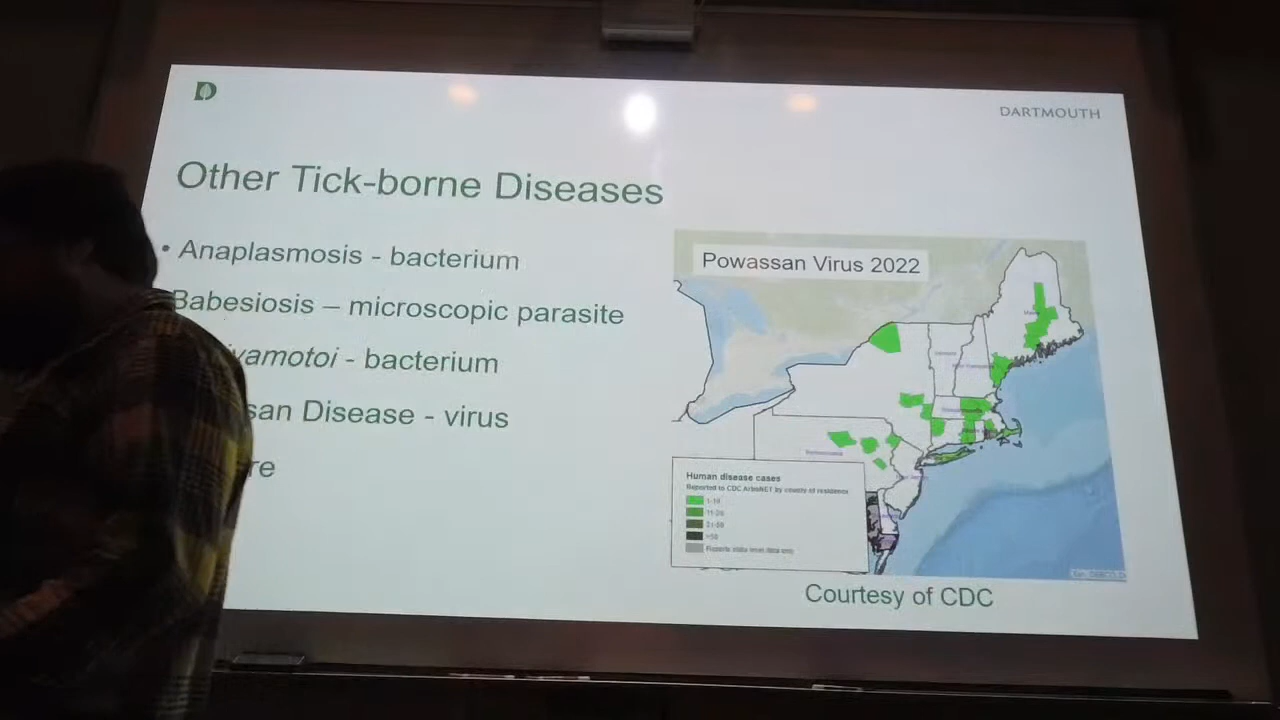 D
DARTMOUTH
Other Tick-borne Diseases
• Anaplasmosis - bacterium
Babesiosis – microscopic parasite
yamotoi - bacterium
san Disease - virus
re
Powassan Virus 2022
Human disease cases
Reported to CDC ArboNET by county of residence
1-10
11-20
21-50
>50
Courtesy of CDC